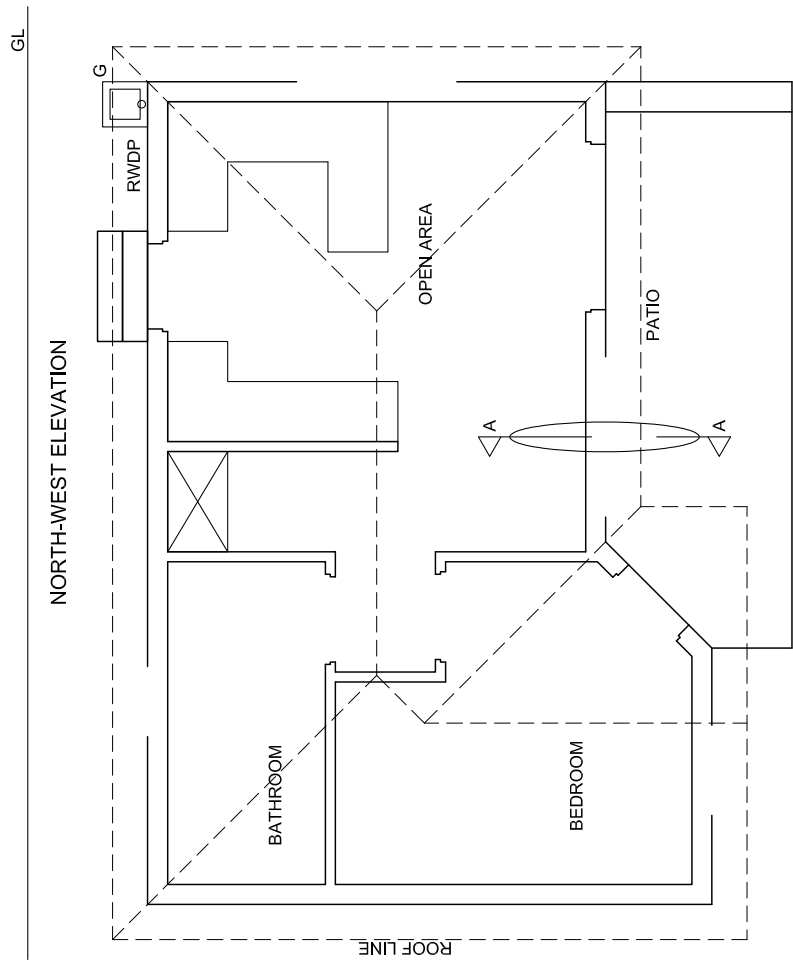 GL
NORTH-WEST ELEVATION
G
RWDP
OPEN AREA
PATIO
A
A
BATHROOM
BEDROOM
ROOF LINE